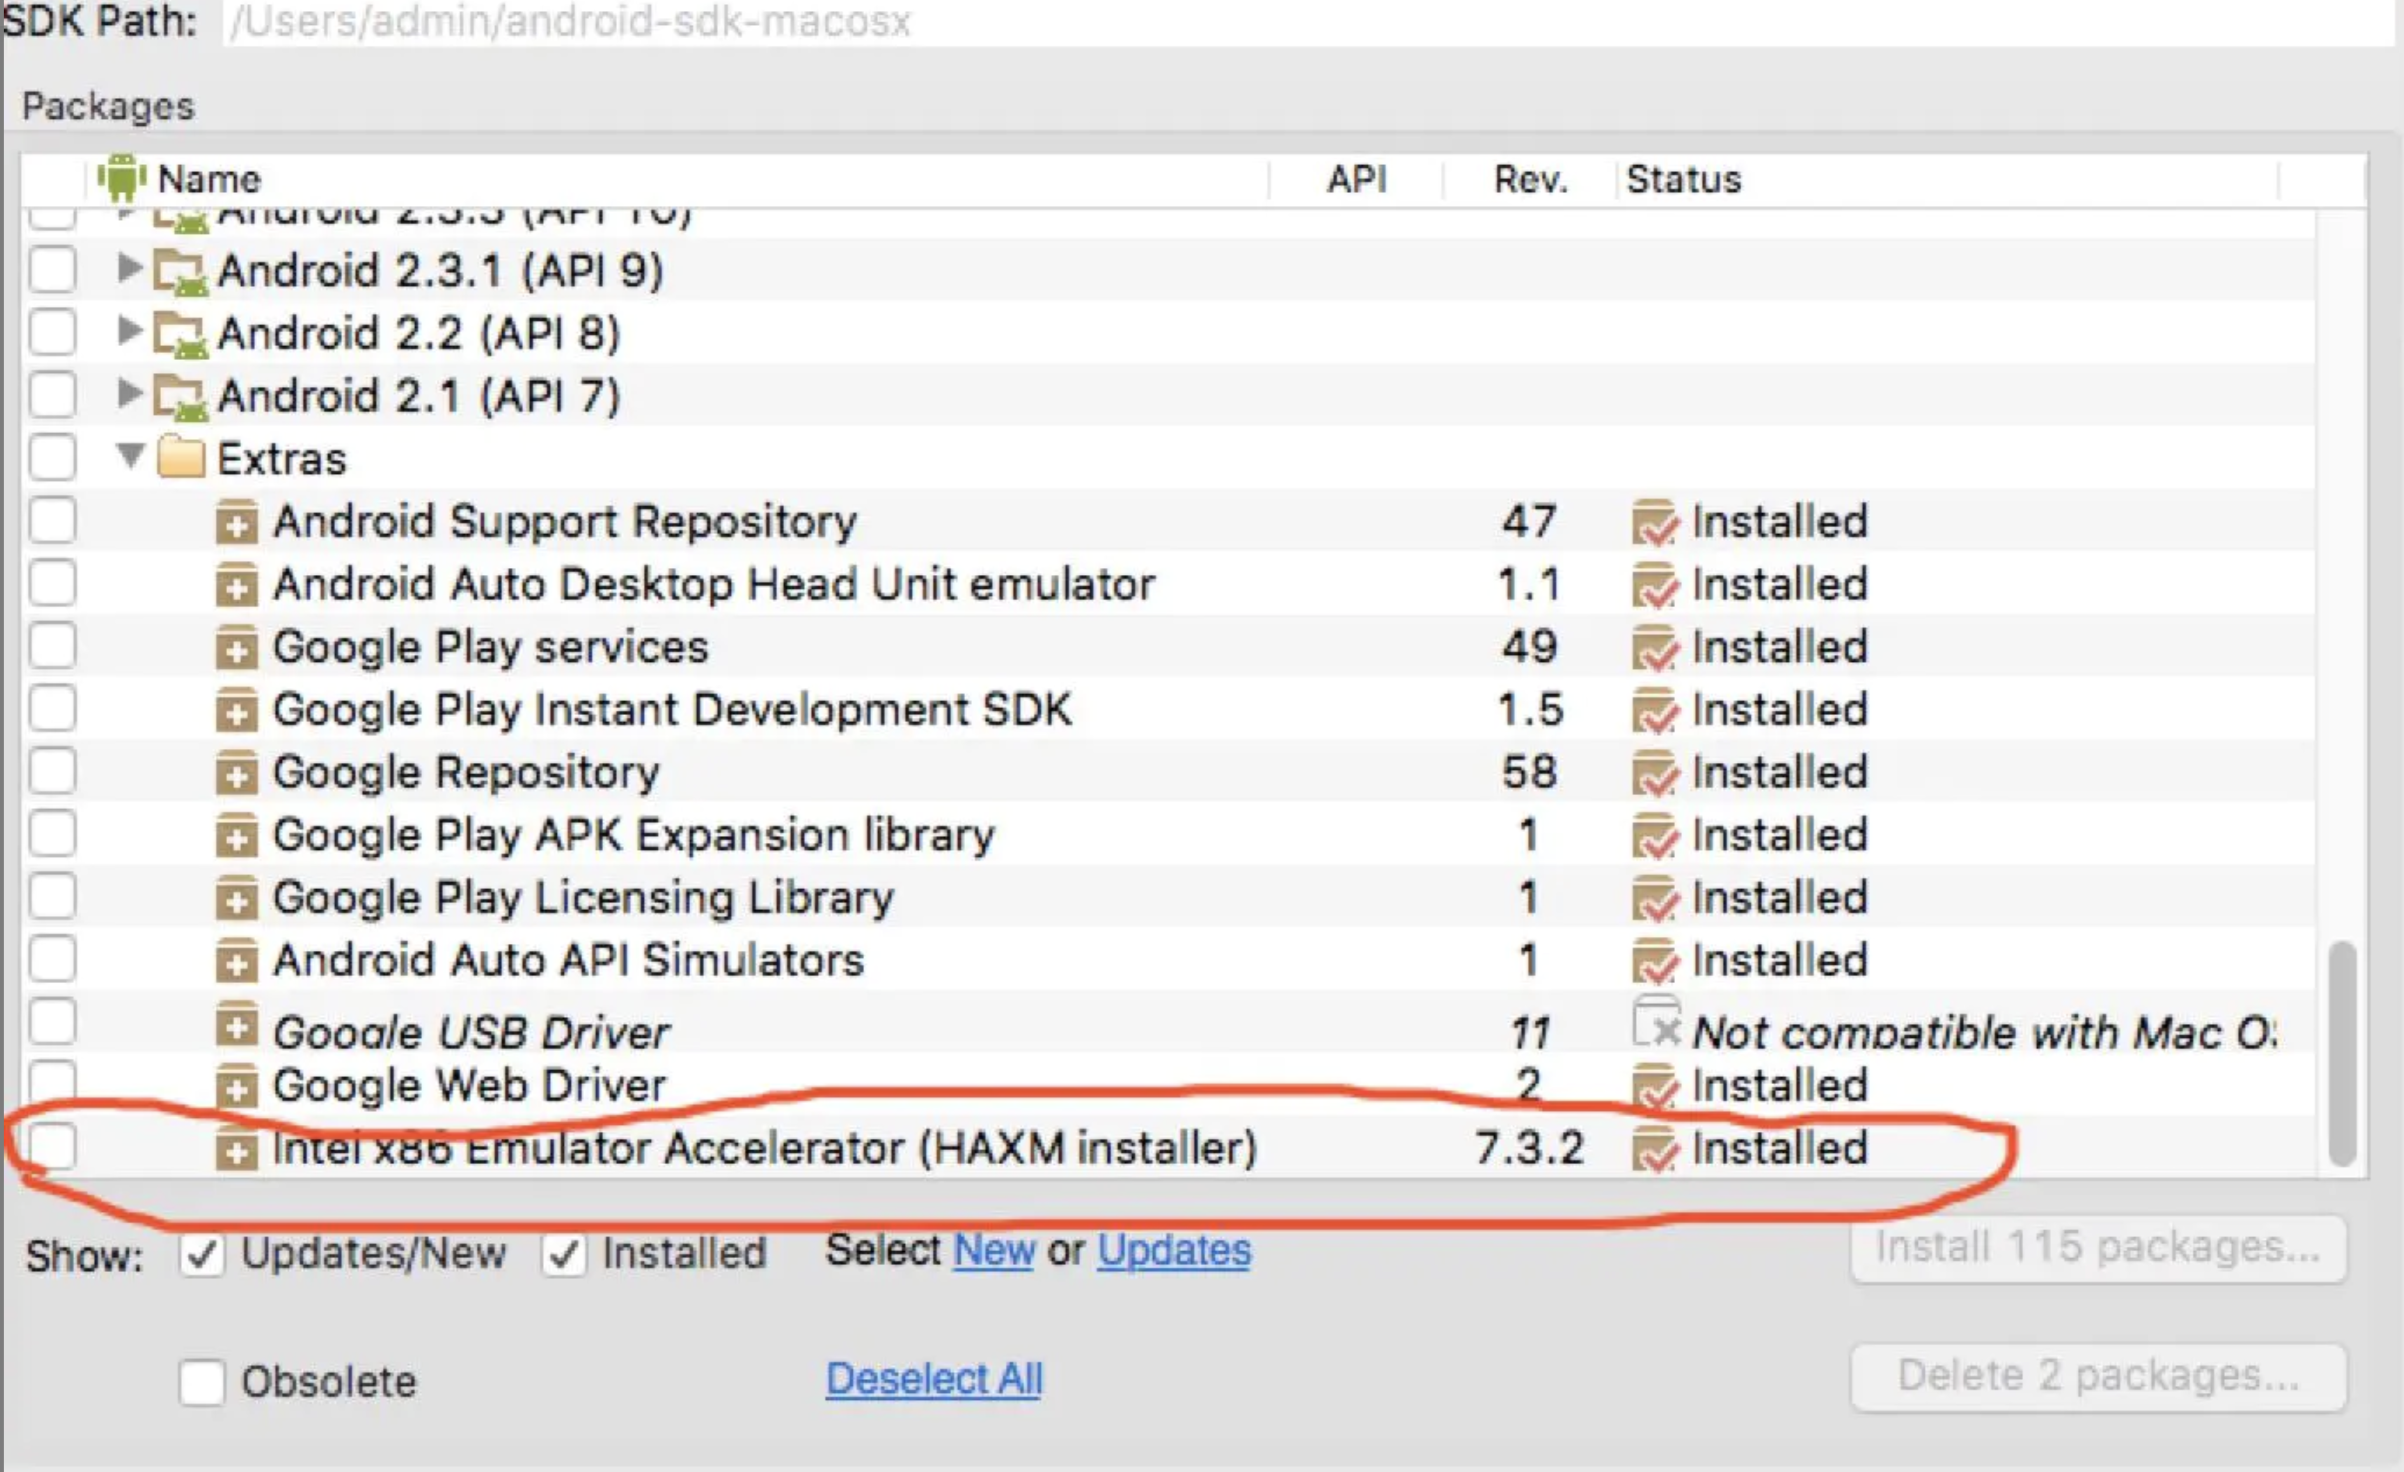 SDK Path: /Users/admin/android-sdk-macosx
Packages
Name API Rev. Status
Android 2.3.3 (API 10)
Android 2.3.1 (API 9)
Android 2.2 (API 8)
Android 2.1 (API 7)
Extras
Android Support Repository 47 Installed
Android Auto Desktop Head Unit emulator 1.1 Installed
Google Play services 49 Installed
Google Play Instant Development SDK 1.5 Installed
Google Repository 58 Installed
Google Play APK Expansion library 1 Installed
Google Play Licensing Library 1 Installed
Android Auto API Simulators 1 Installed
Google USB Driver 11 Not compatible with Mac O
Google Web Driver 2 Installed
Intel x86 Emulator Accelerator (HAXM installer) 7.3.2 Installed
Show: Updates/New Installed Select New or Updates Install 115 packages...
Obsolete Deselect All Delete 2 packages...